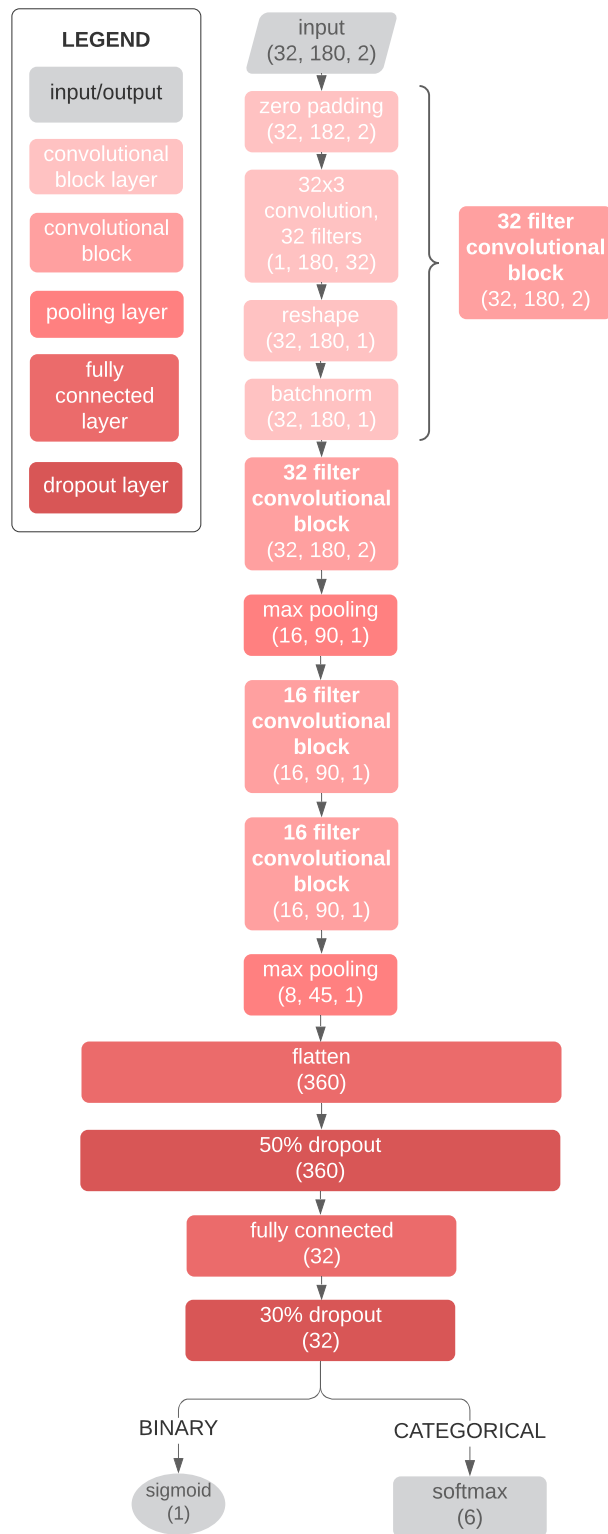 LEGEND
input/output
convolutional
block layer
convolutional
block
pooling layer
fully
connected
layer
dropout layer
input
(32, 180, 2)
zero padding
(32, 182, 2)
32x3
convolution,
32 filters
(1, 180, 32)
reshape
(32, 180, 1)
batchnorm
(32, 180, 1)
32 filter
convolutional
block
(32, 180, 2)
32 filter
convolutional
block
(32, 180, 2)
max pooling
(16, 90, 1)
16 filter
convolutional
block
(16, 90, 1)
16 filter
convolutional
block
(16, 90, 1)
max pooling
(8, 45, 1)
flatten
(360)
50% dropout
(360)
fully connected
(32)
30% dropout
(32)
BINARY
CATEGORICAL
sigmoid
(1)
softmax
(6)